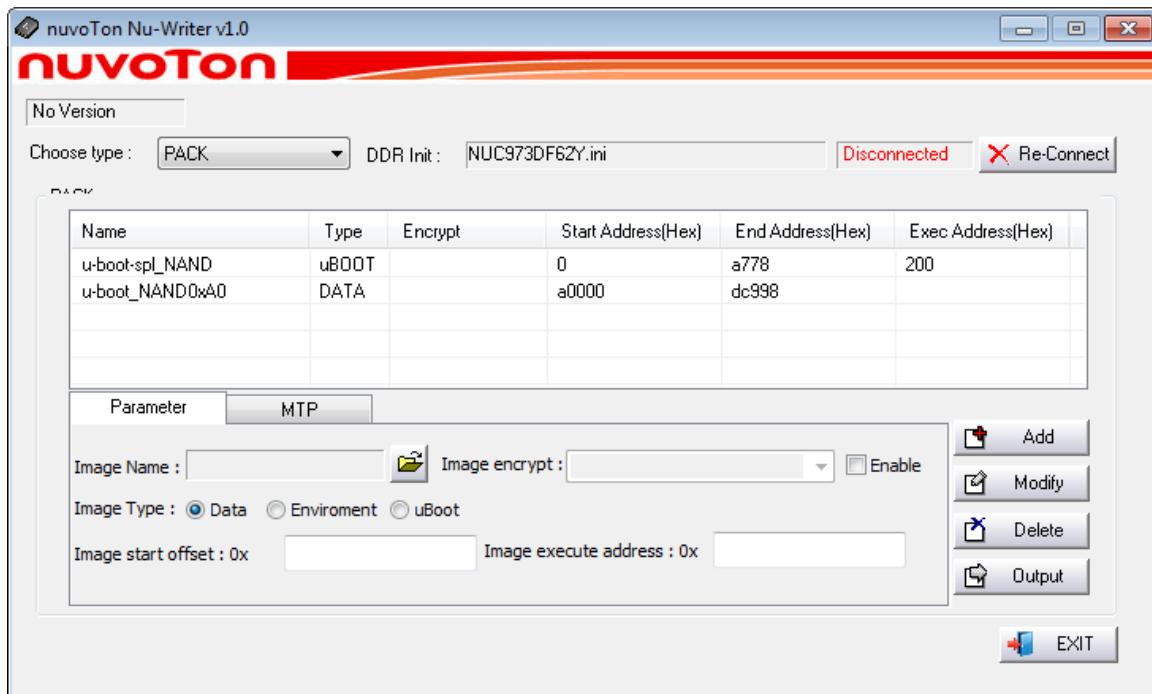 nuvoTon Nu-Writer v1.0
nuvoTon
No Version
Choose type : PACK DDR Init : NUC973DF62Y.ini Disconnected Re-Connect
PACK
Name Type Encrypt Start Address(Hex) End Address(Hex) Exec Address(Hex)
u-boot-spl_NAND uBOOT 0 a778 200
u-boot_NAND0xA0 DATA a0000 dc998
Parameter MTP
Add
Image Name : Image encrypt : Enable
Modify
Image Type : Data Enviroment uBoot
Delete
Image start offset : 0x Image execute address : 0x
Output
EXIT